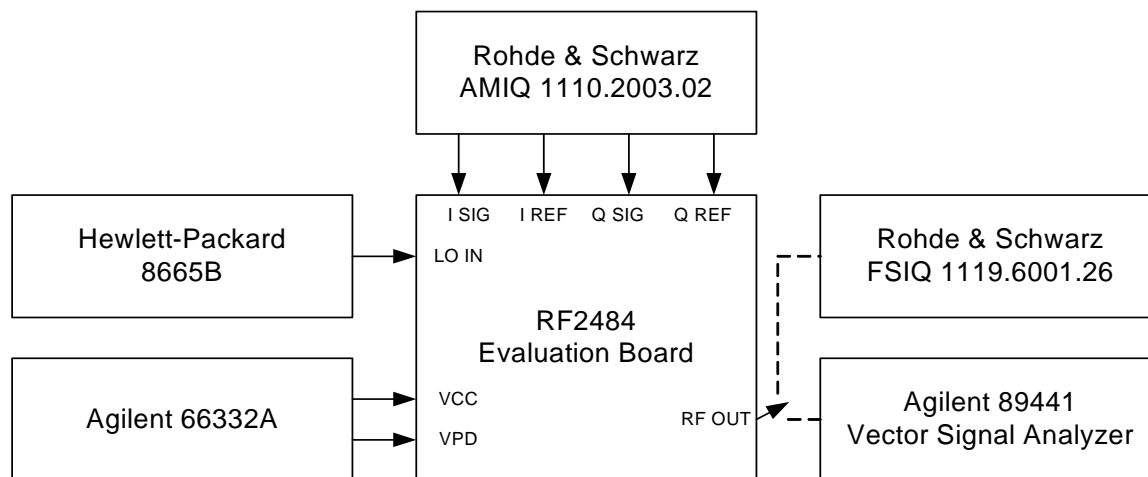 Rohde & Schwarz
AMIQ 1110.2003.02
I SIG I REF Q SIG Q REF
Hewlett-Packard
8665B
LO IN
Rohde & Schwarz
FSIQ 1119.6001.26
RF2484
Evaluation Board
Agilent 66332A
VCC
VPD
RF OUT
Agilent 89441
Vector Signal Analyzer